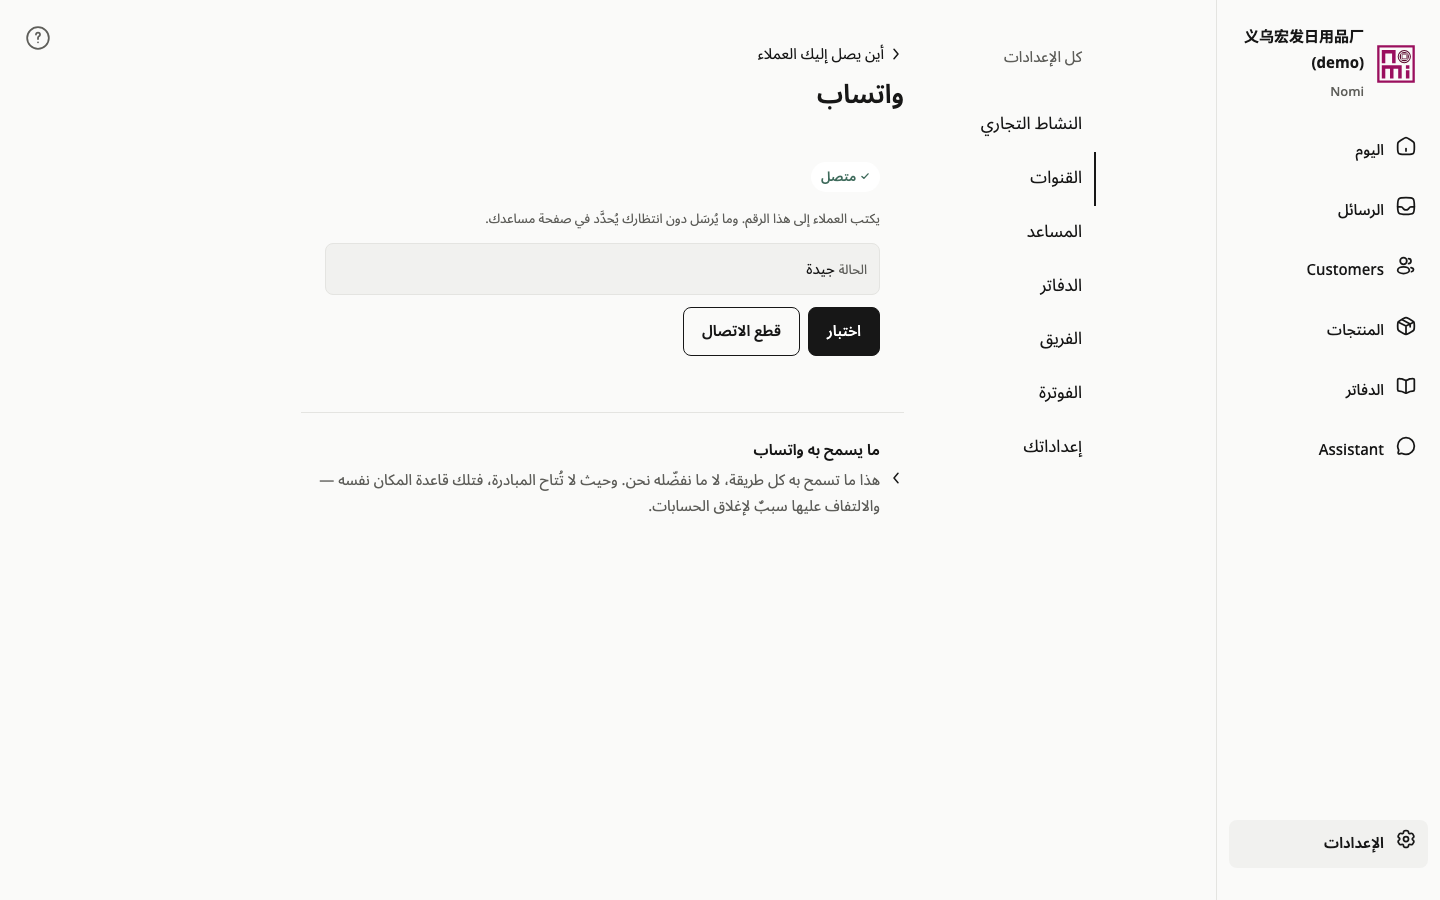 义乌宏发日用品厂
(demo)
Nomi
اليوم
الرسائل
Customers
المنتجات
الدفاتر
Assistant
الإعدادات
كل الإعدادات
النشاط التجاري
القنوات
المساعد
الدفاتر
الفريق
الفوترة
إعداداتك
أين يصل إليك العملاء
واتساب
متصل
يكتب العملاء إلى هذا الرقم. وما يُرسَل دون انتظارك يُحدَّد في صفحة مساعدك.
الحالة جيدة
اختبار
قطع الاتصال
ما يسمح به واتساب
هذا ما تسمح به كل طريقة، لا ما نفضّله نحن. وحيث لا تُتاح المبادرة، فتلك قاعدة المكان نفسه —
والالتفاف عليها سببٌ لإغلاق الحسابات.